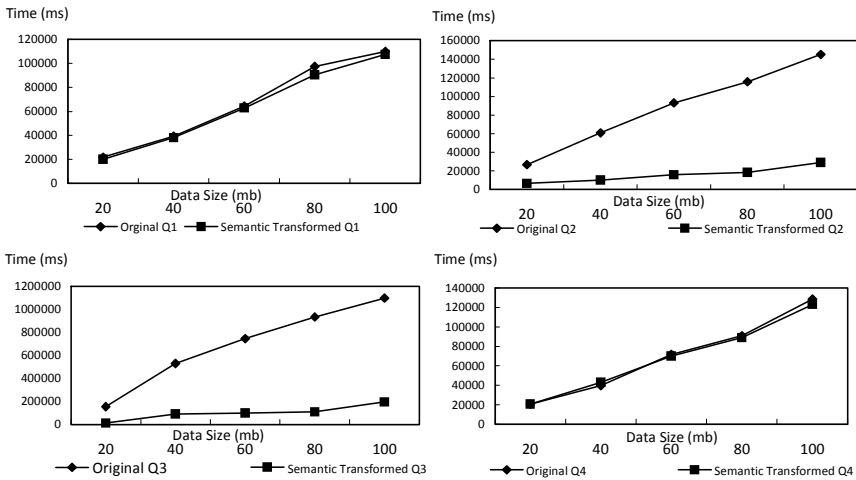 Time (ms)
120000
100000
80000
60000
40000
20000
0
Data Size (mb)
20 40 60 80 100
Orginal Q1 Semantic Transformed Q1
Time (ms)
160000
140000
120000
100000
80000
60000
40000
20000
0
Data Size (mb)
20 40 60 80 100
Original Q2 Semantic Transformed Q2
Time (ms)
1200000
1000000
800000
600000
400000
200000
0
Data Size (mb)
20 40 60 80 100
Original Q3 Semantic Transformed Q3
Time (ms)
140000
120000
100000
80000
60000
40000
20000
0
Data Size (mb)
20 40 60 80 100
Original Q4 Semantic Transformed Q4